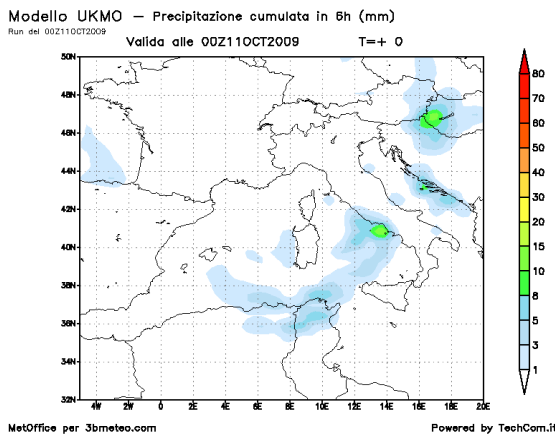 Modello UKMO – Precipitazione cumulata in 6h (mm)
Run del 00Z11OCT2009
Valida alle 00Z11OCT2009 T=+ 0
50N
48N
46N
44N
42N
40N
38N
36N
34N
32N
4W 2W 0 2E 4E 6E 8E 10E 12E 14E 16E 18E 20E
80
70
60
50
40
30
20
15
10
8
5
3
1
MetOffice per 3bmeteo.com Powered by TechCom.it